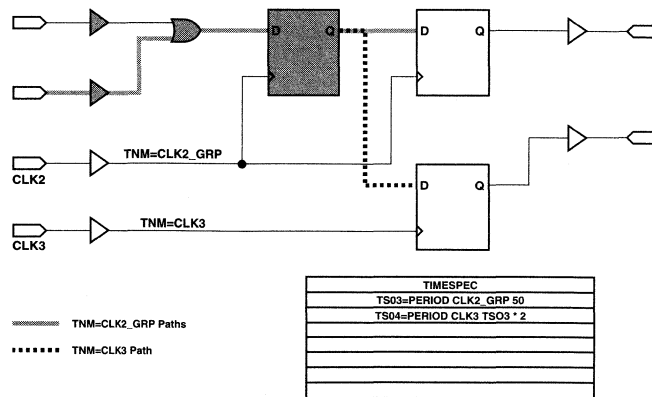 D Q
D Q
TNM=CLK2_GRP
CLK2
D Q
TNM=CLK3
CLK3
TIMESPEC
TS03=PERIOD CLK2_GRP 50
TS04=PERIOD CLK3 TSO3 * 2
TNM=CLK2_GRP Paths
TNM=CLK3 Path